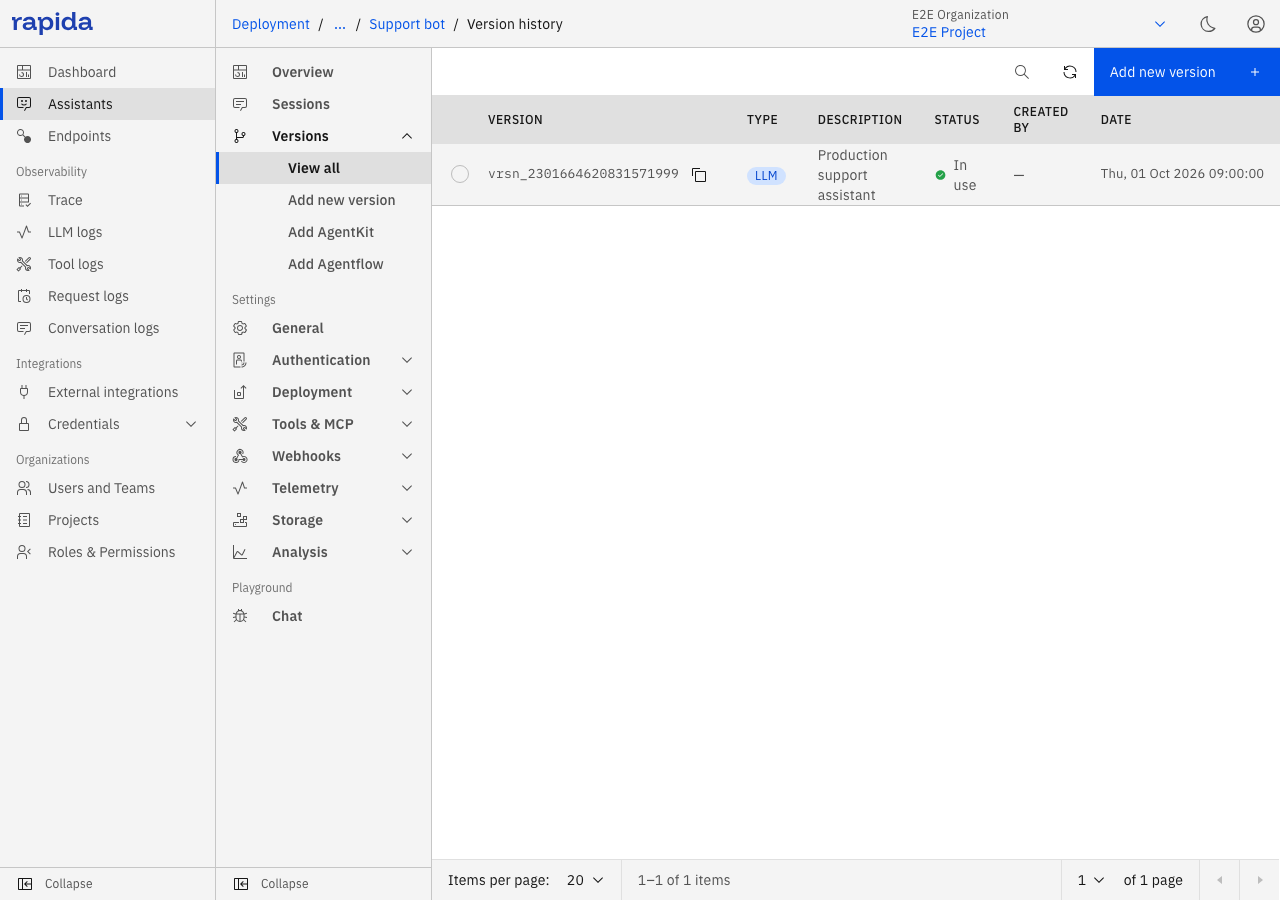 rapida
Deployment / ... / Support bot / Version history
E2E Organization
E2E Project
Dashboard
Assistants
Endpoints
Observability
Trace
LLM logs
Tool logs
Request logs
Conversation logs
Integrations
External integrations
Credentials
Organizations
Users and Teams
Projects
Roles & Permissions
Collapse
Overview
Sessions
Versions
View all
Add new version
Add AgentKit
Add Agentflow
Settings
General
Authentication
Deployment
Tools & MCP
Webhooks
Telemetry
Storage
Analysis
Playground
Chat
Collapse
Add new version +
VERSION TYPE DESCRIPTION STATUS CREATED BY DATE
vrsn_2301664620831571999 LLM Production support assistant In use — Thu, 01 Oct 2026 09:00:00
Items per page: 20 1–1 of 1 items 1 of 1 page